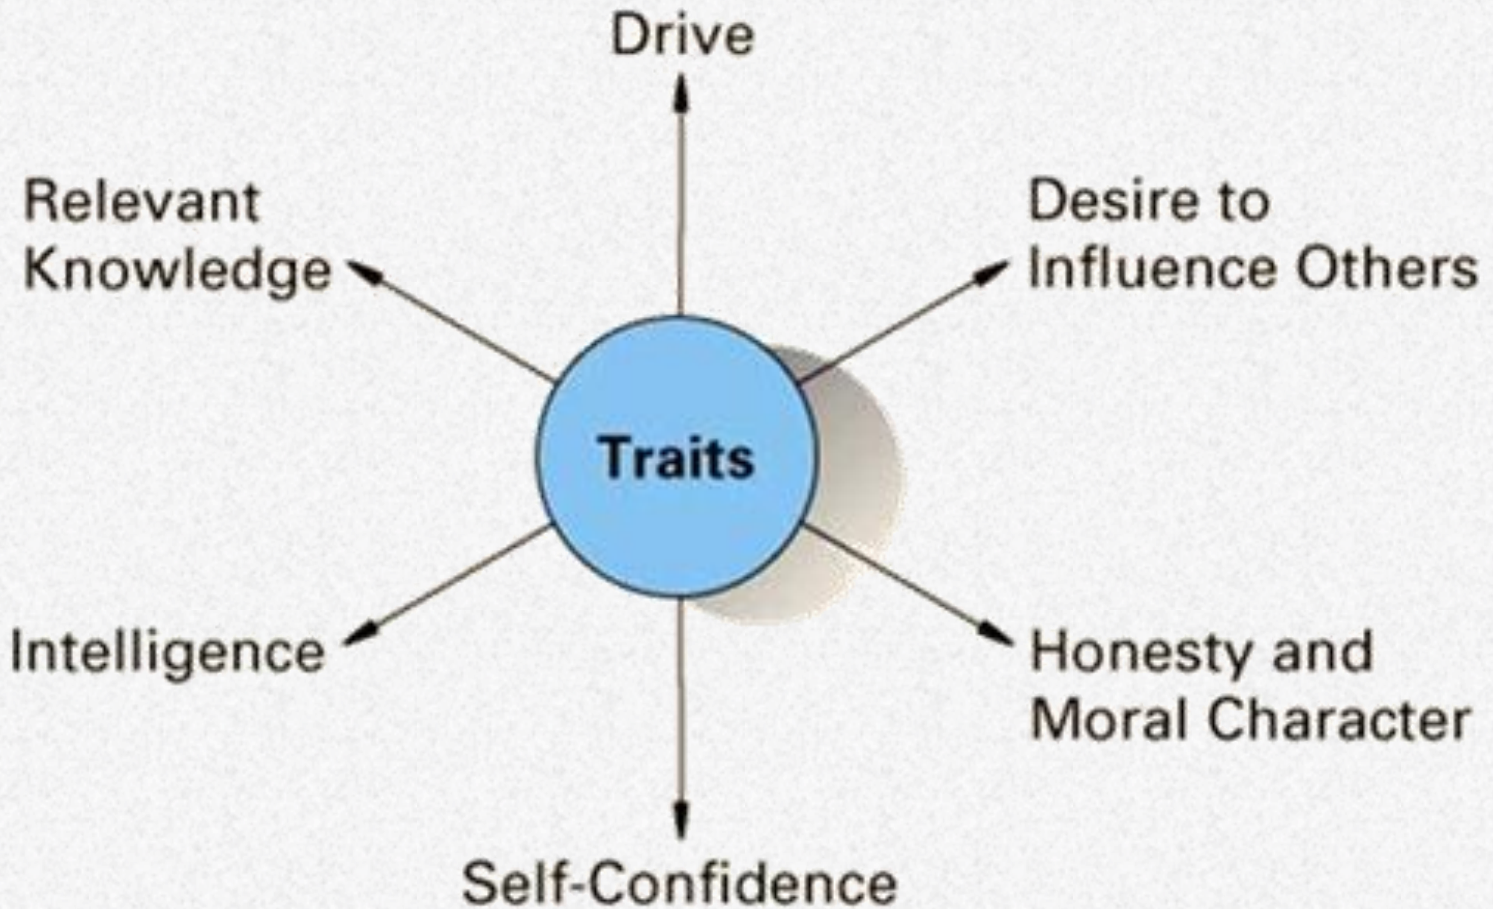 Drive
Relevant
Knowledge
Desire to
Influence Others
Traits
Intelligence
Honesty and
Moral Character
Self-Confidence